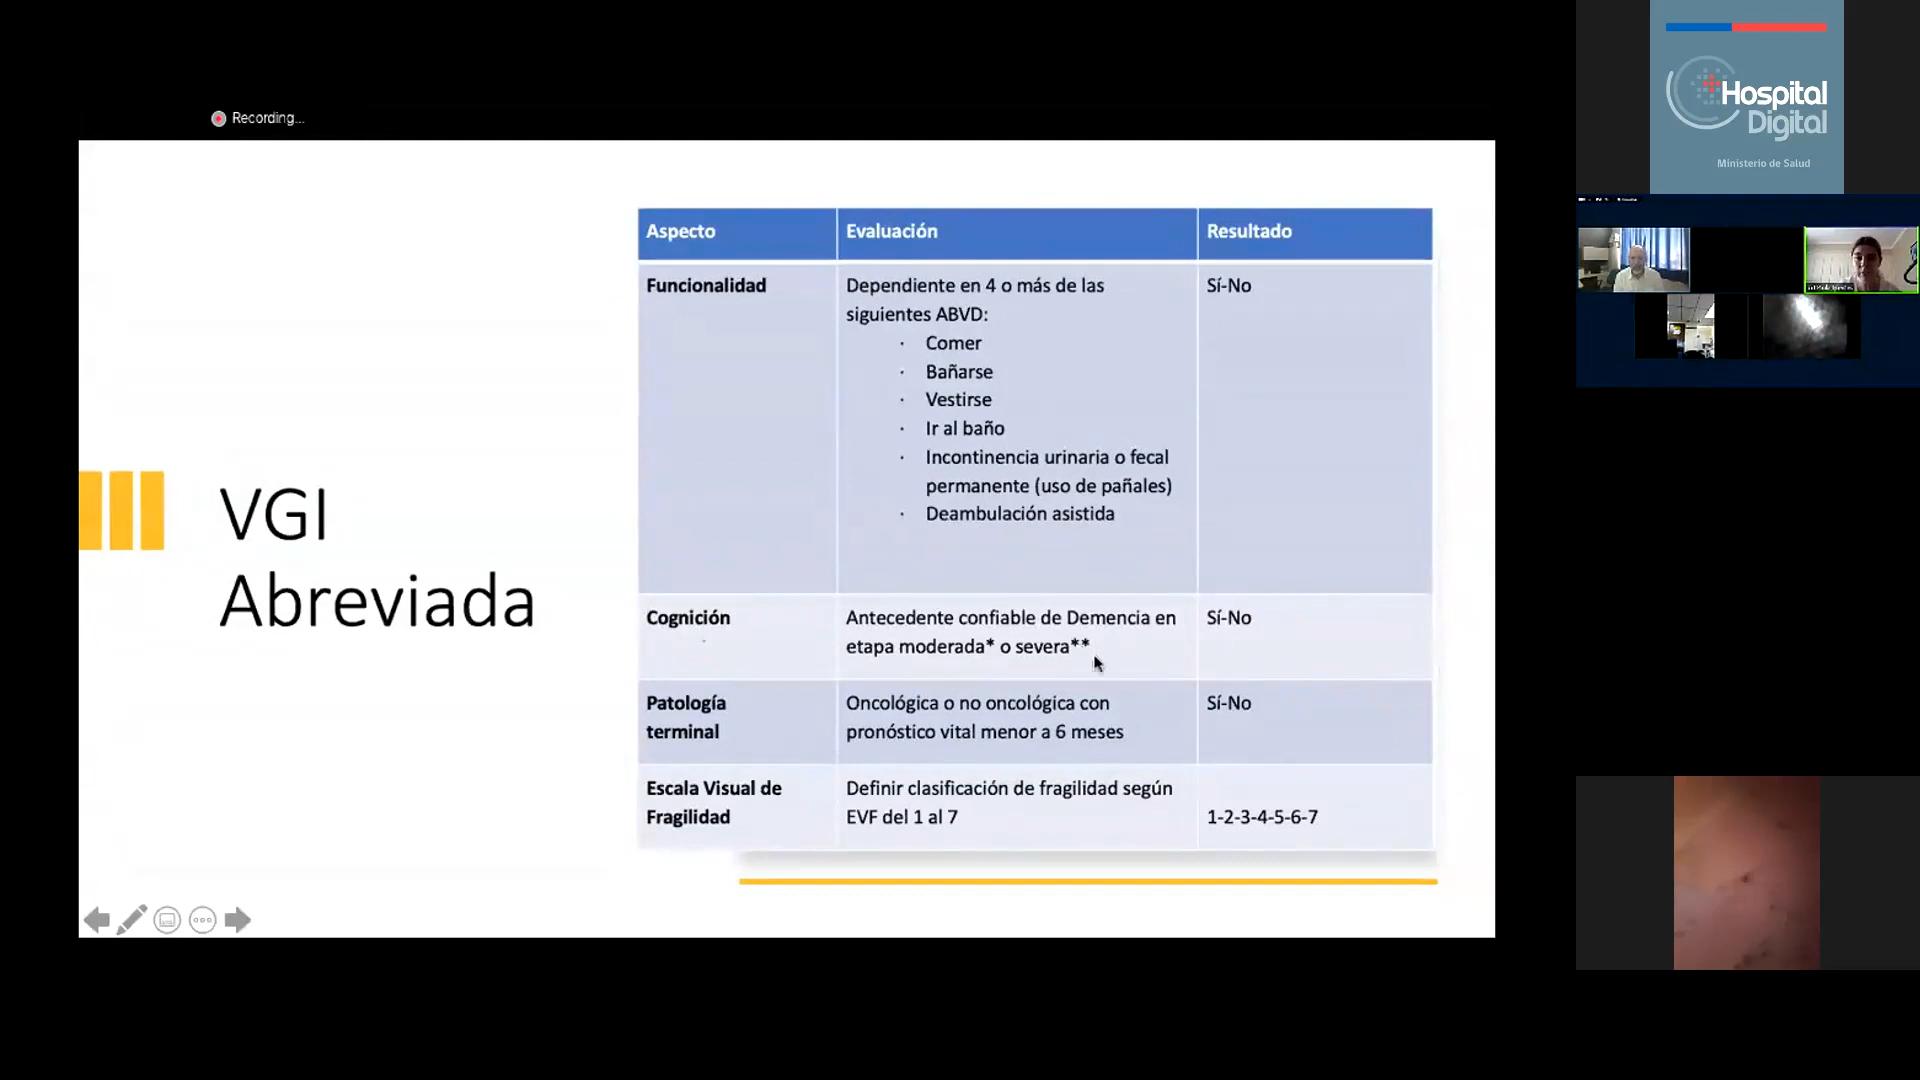 Recording...
VGI
Abreviada
Aspecto
Evaluación
Resultado
Funcionalidad
Dependiente en 4 o más de las
siguientes ABVD:
· Comer
· Bañarse
· Vestirse
· Ir al baño
· Incontinencia urinaria o fecal
permanente (uso de pañales)
· Deambulación asistida
Sí-No
Cognición
Antecedente confiable de Demencia en
etapa moderada* o severa**
Sí-No
Patología
terminal
Oncológica o no oncológica con
pronóstico vital menor a 6 meses
Sí-No
Escala Visual de
Fragilidad
Definir clasificación de fragilidad según
EVF del 1 al 7
1-2-3-4-5-6-7
Hospital
Digital
Ministerio de Salud